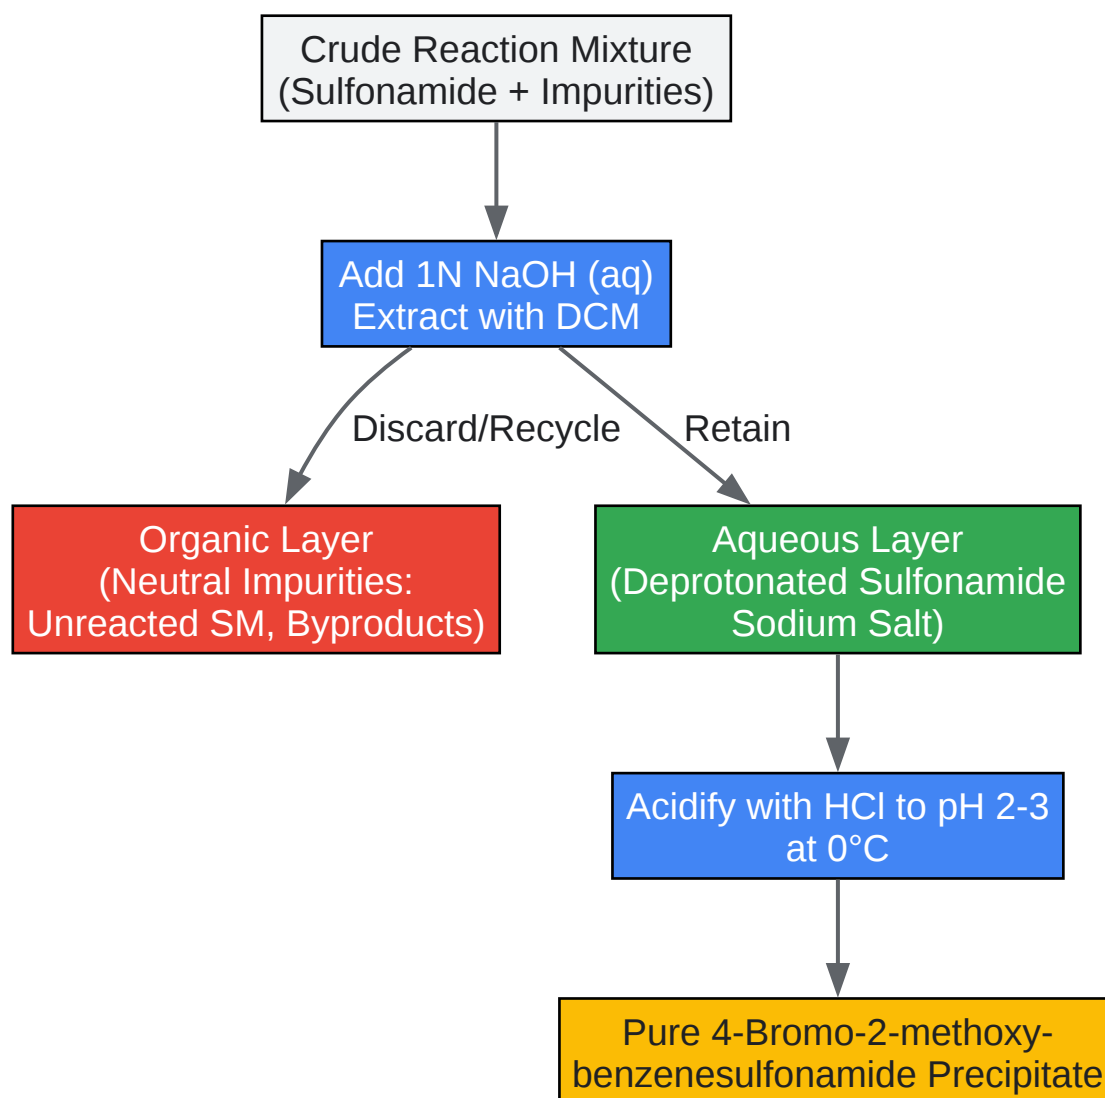 Crude Reaction Mixture
(Sulfonamide + Impurities)
Add 1N NaOH (aq)
Extract with DCM
Discard/Recycle
Retain
Organic Layer
(Neutral Impurities:
Unreacted SM, Byproducts)
Aqueous Layer
(Deprotonated Sulfonamide
Sodium Salt)
Acidify with HCl to pH 2-3
at 0°C
Pure 4-Bromo-2-methoxy-
benzenesulfonamide Precipitate